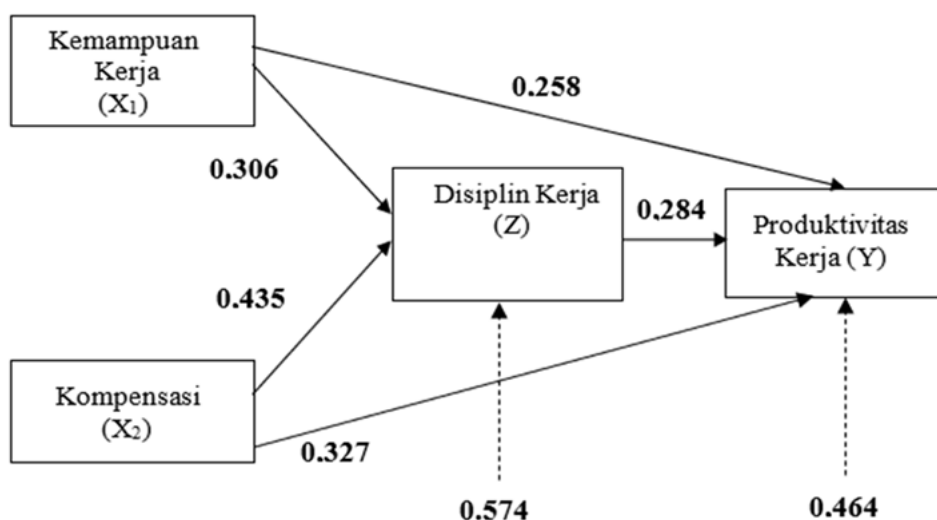 Kemampuan
Kerja
(X₁)
0.258
0.306
Disiplin Kerja
(Z)
0.284
Produktivitas
Kerja (Y)
0.435
Kompensasi
(X₂)
0.327
0.574
0.464